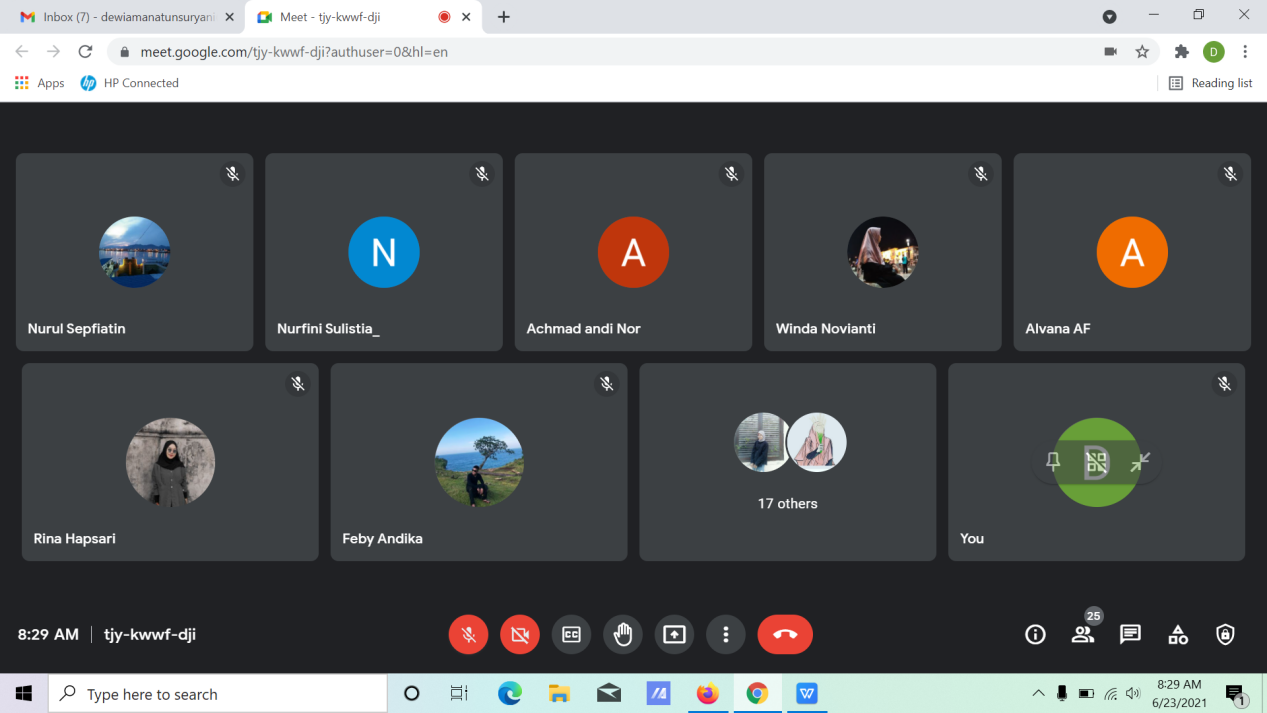 Inbox (7) - dewiamanatunsuryani
Meet - tjy-kwwf-dji
meet.google.com/tjy-kwwf-dji?authuser=0&hl=en
D
Apps
HP Connected
Reading list
Nurul Sepfiatin
N
Nurfini Sulistia_
A
Achmad andi Nor
Winda Novianti
A
Alvana AF
Rina Hapsari
Feby Andika
17 others
D
You
8:29 AM
tjy-kwwf-dji
CC
25
Type here to search
W
8:29 AM
6/23/2021
1